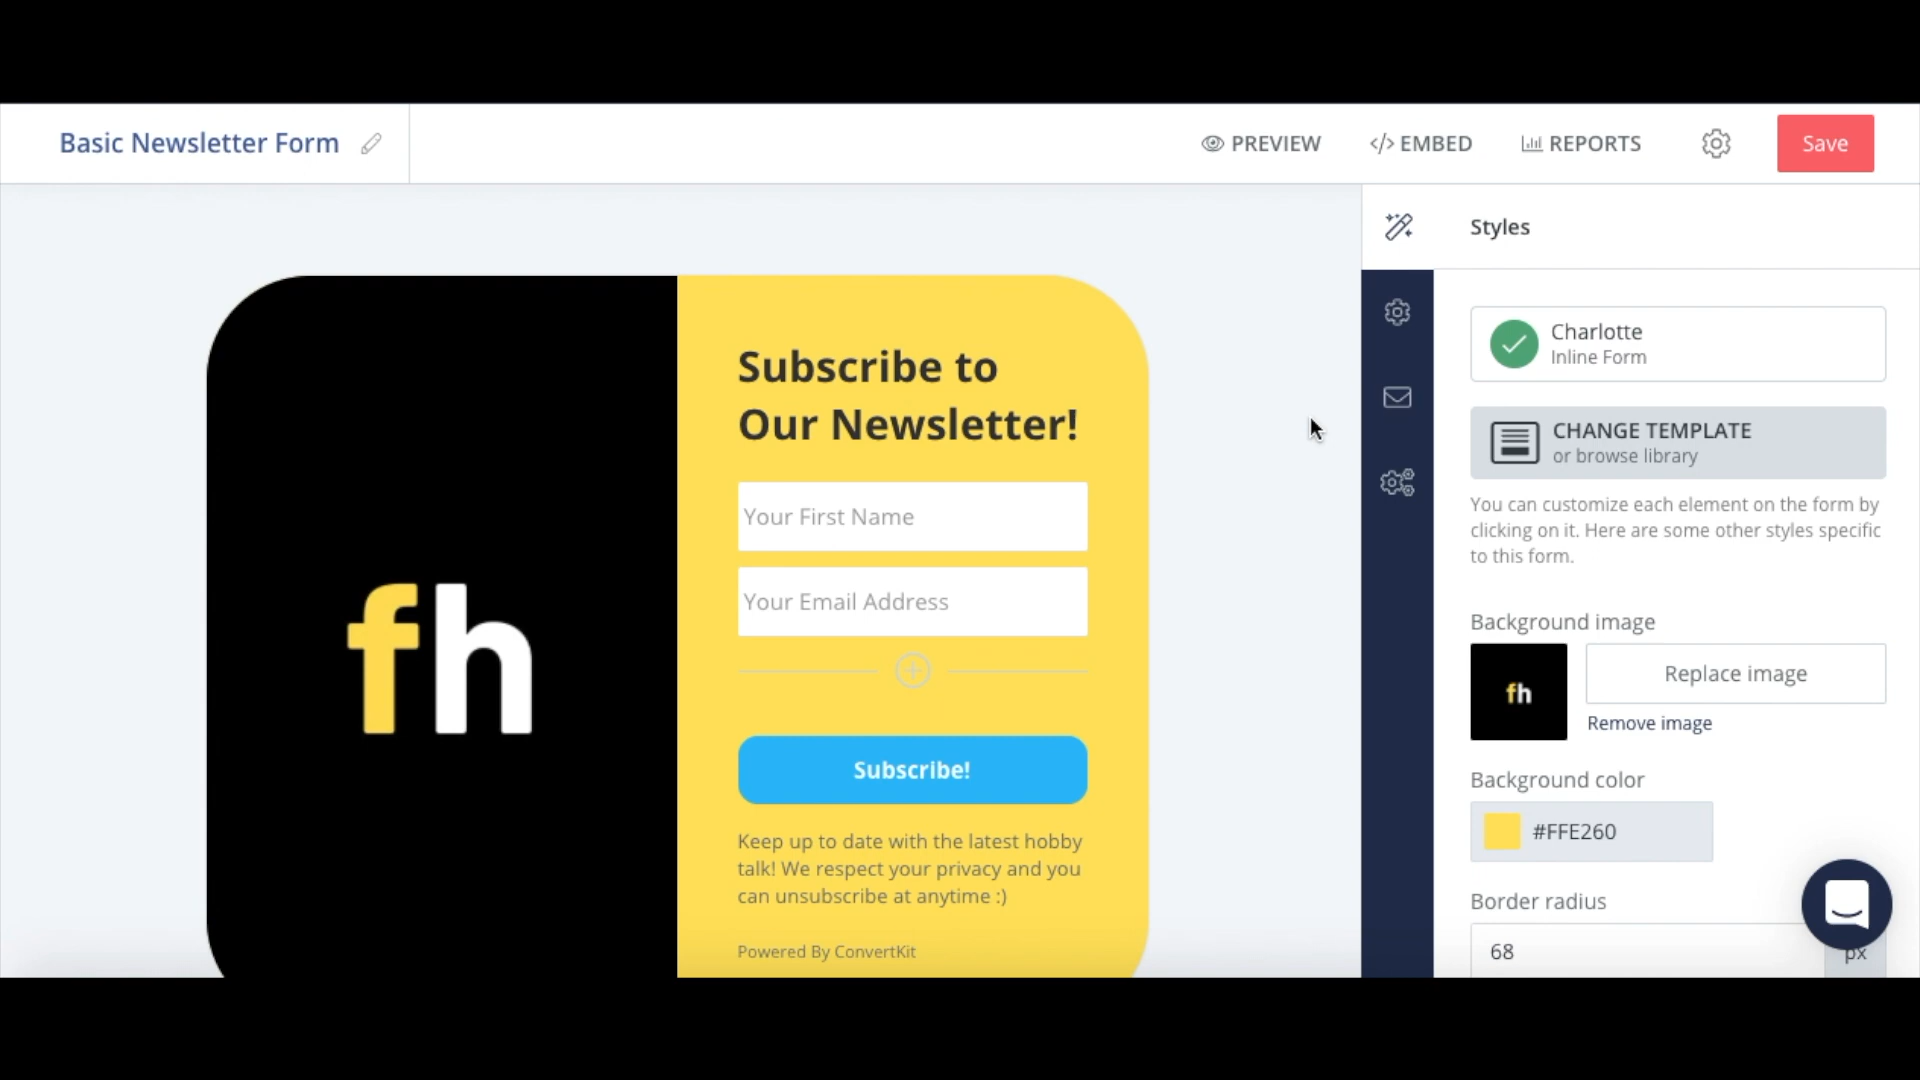 Basic Newsletter Form
PREVIEW
</> EMBED
REPORTS
Save
Styles
Charlotte
Inline Form
CHANGE TEMPLATE
or browse library
You can customize each element on the form by
clicking on it. Here are some other styles specific
to this form.
Background image
fh
Replace image
Remove image
Background color
#FFE260
Border radius
68
px
fh
Subscribe to
Our Newsletter!
Your First Name
Your Email Address
Subscribe!
Keep up to date with the latest hobby
talk! We respect your privacy and you
can unsubscribe at anytime :)
Powered By ConvertKit